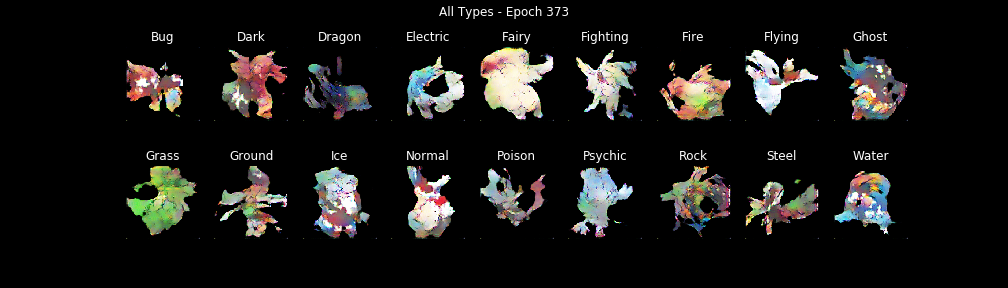 All Types - Epoch 373
Bug Dark Dragon Electric Fairy Fighting Fire Flying Ghost
Grass Ground Ice Normal Poison Psychic Rock Steel Water